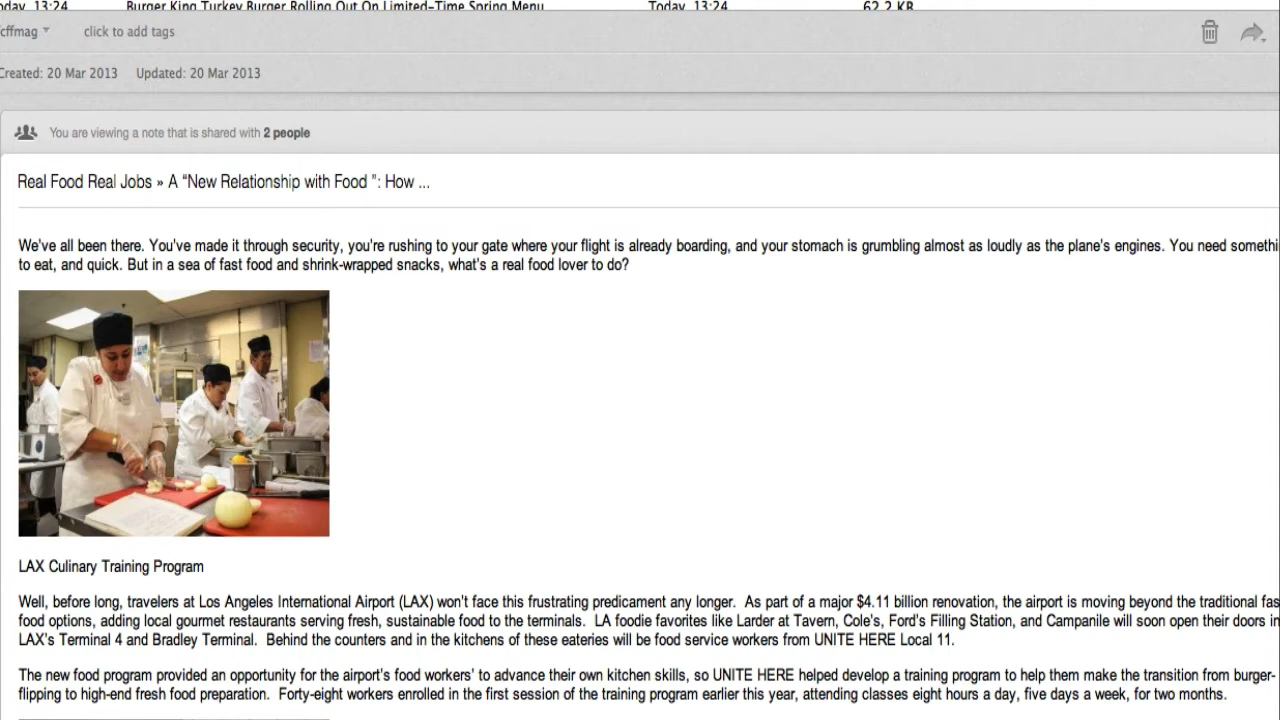 oday, 13:24 Burger King Turkey Burger Rolling Out On Limited-Time Spring Menu Today, 13:24 62.2 KB
cffmag click to add tags
Created: 20 Mar 2013 Updated: 20 Mar 2013
You are viewing a note that is shared with 2 people
Real Food Real Jobs » A “New Relationship with Food ”: How ...
We've all been there. You've made it through security, you're rushing to your gate where your flight is already boarding, and your stomach is grumbling almost as loudly as the plane's engines. You need somethi
to eat, and quick. But in a sea of fast food and shrink-wrapped snacks, what's a real food lover to do?
LAX Culinary Training Program
Well, before long, travelers at Los Angeles International Airport (LAX) won't face this frustrating predicament any longer. As part of a major $4.11 billion renovation, the airport is moving beyond the traditional fas
food options, adding local gourmet restaurants serving fresh, sustainable food to the terminals. LA foodie favorites like Larder at Tavern, Cole's, Ford's Filling Station, and Campanile will soon open their doors in
LAX's Terminal 4 and Bradley Terminal. Behind the counters and in the kitchens of these eateries will be food service workers from UNITE HERE Local 11.
The new food program provided an opportunity for the airport's food workers' to advance their own kitchen skills, so UNITE HERE helped develop a training program to help them make the transition from burger-
flipping to high-end fresh food preparation. Forty-eight workers enrolled in the first session of the training program earlier this year, attending classes eight hours a day, five days a week, for two months.